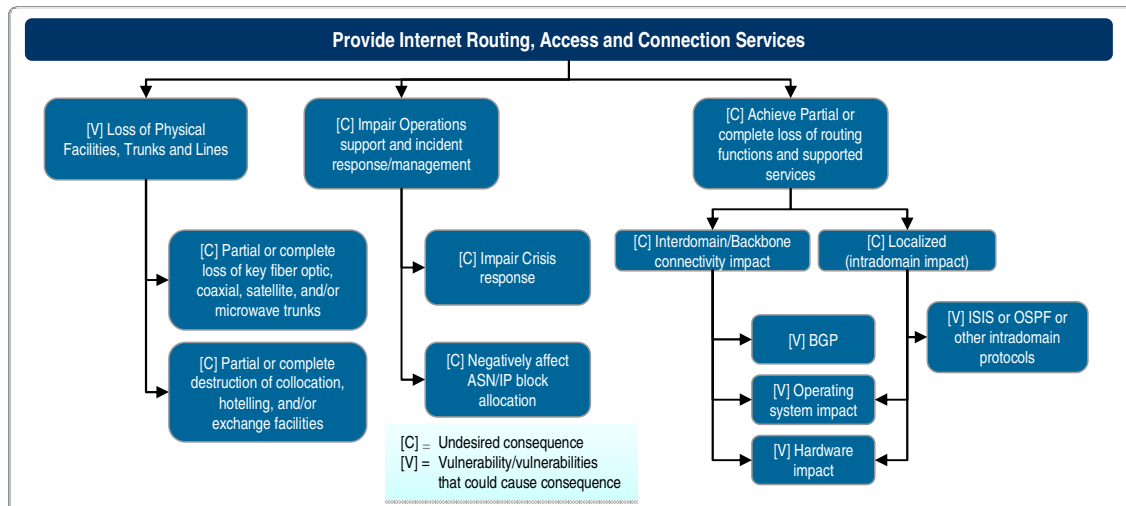 Provide Internet Routing, Access and Connection Services
[V] Loss of Physical
Facilities, Trunks and Lines
[C] Impair Operations
support and incident
response/management
[C] Achieve Partial or
complete loss of routing
functions and supported
services
[C] Partial or complete
loss of key fiber optic,
coaxial, satellite, and/or
microwave trunks
[C] Partial or complete
destruction of collocation,
hotelling, and/or
exchange facilities
[C] Impair Crisis
response
[C] Negatively affect
ASN/IP block
allocation
[C] Interdomain/Backbone
connectivity impact
[C] Localized
(intradomain impact)
[V] BGP
[V] Operating
system impact
[V] Hardware
impact
[V] ISIS or OSPF or
other intradomain
protocols
[C] = Undesired consequence
[V] = Vulnerability/vulnerabilities
that could cause consequence